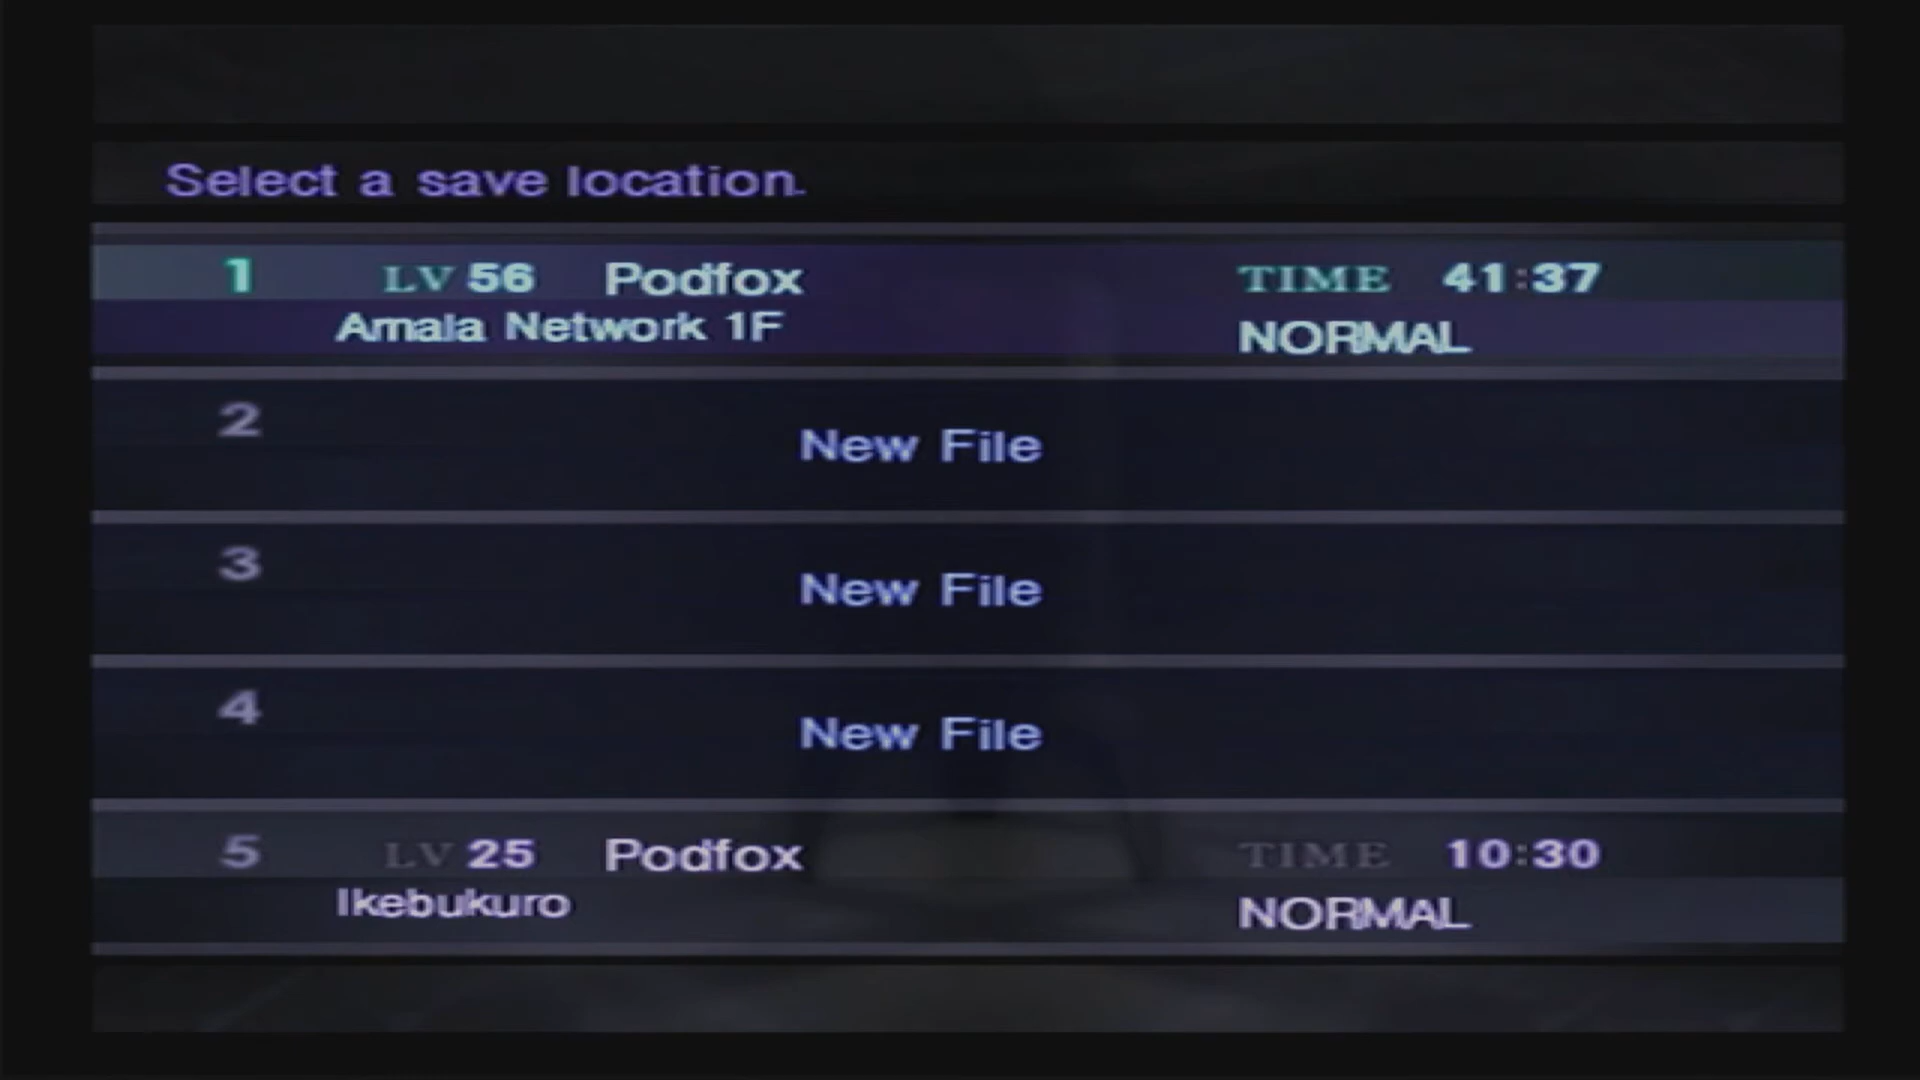 Select a save location.
1 LV 56 Podfox TIME 41:37
Amala Network 1F NORMAL
2
New File
3
New File
4
New File
5 LV 25 Podfox TIME 10:30
Ikebukuro NORMAL